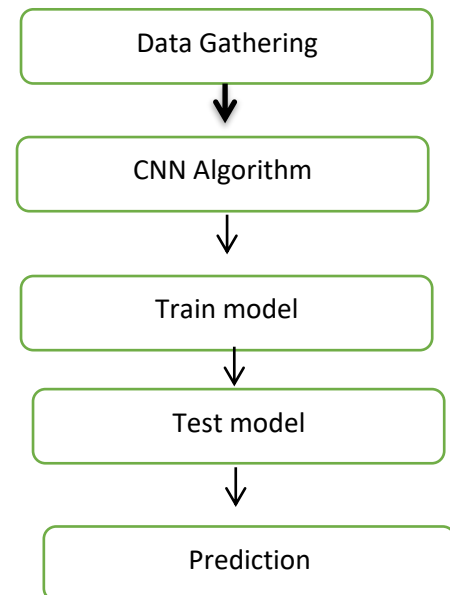 Data Gathering
CNN Algorithm
Train model
Test model
Prediction